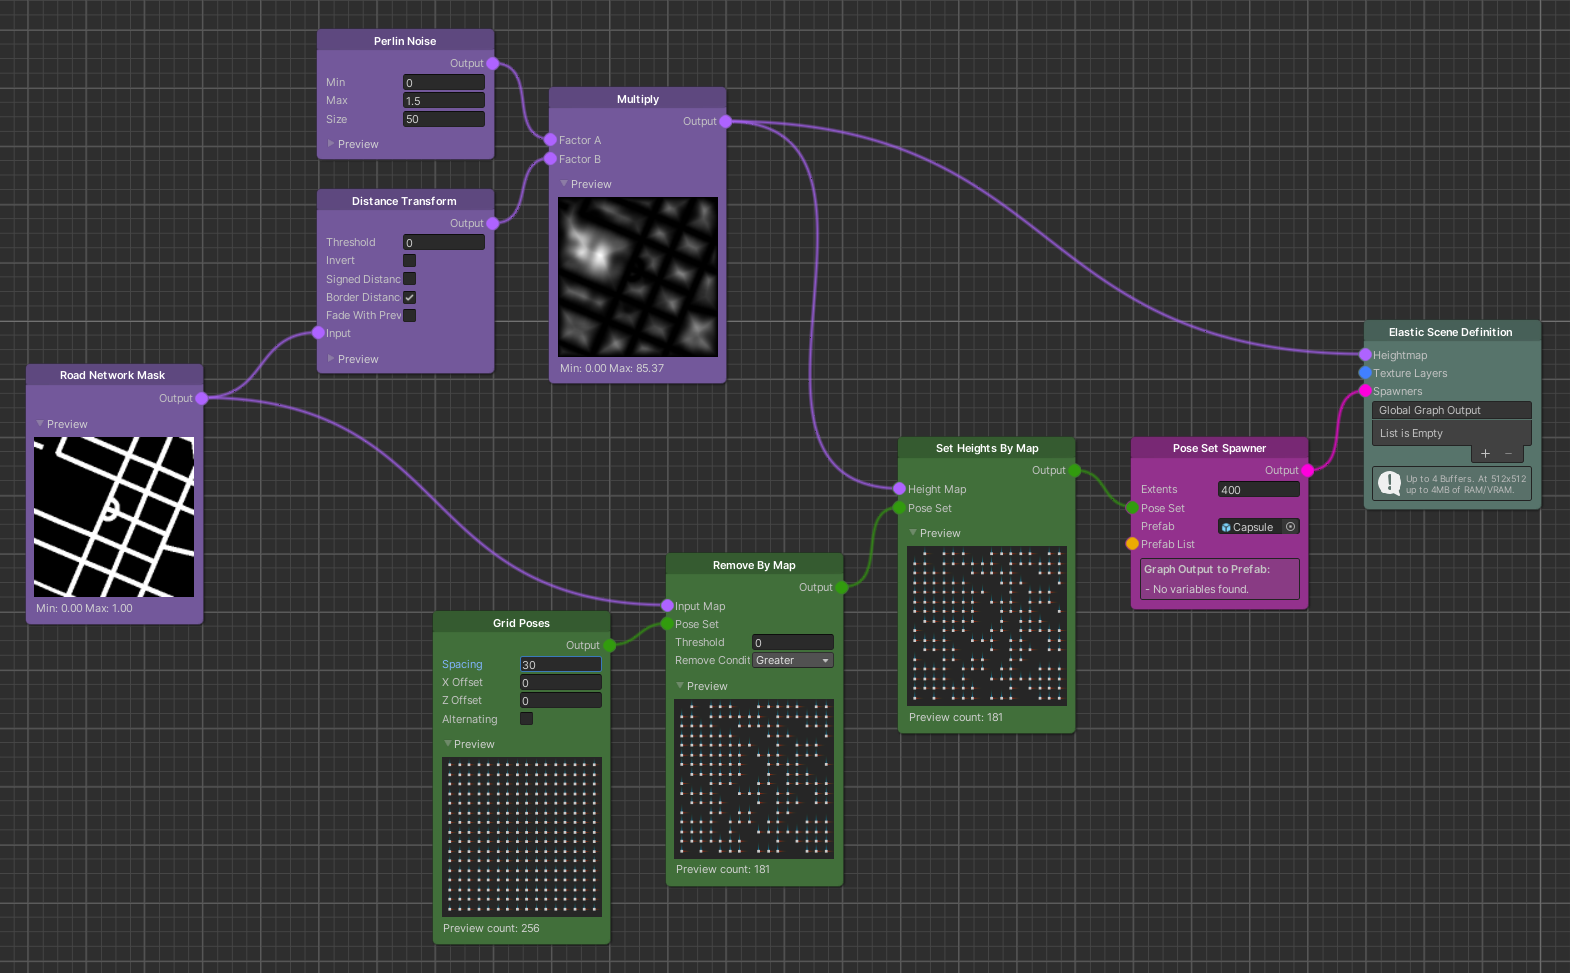 Perlin Noise
Output
Min 0
Max 1.5
Size 50
Preview
Distance Transform
Output
Threshold 0
Invert
Signed Distanc
Border Distanc
Fade With Prev
Input
Preview
Road Network Mask
Output
Preview
Min: 0.00 Max: 1.00
Multiply
Output
Factor A
Factor B
Preview
Min: 0.00 Max: 85.37
Grid Poses
Output
Spacing 30
X Offset 0
Z Offset 0
Alternating
Preview
Preview count: 256
Remove By Map
Output
Input Map
Pose Set
Threshold 0
Remove Condit Greater
Preview
Preview count: 181
Set Heights By Map
Output
Height Map
Pose Set
Preview
Preview count: 181
Pose Set Spawner
Output
Extents 400
Pose Set
Prefab Capsule
Prefab List
Graph Output to Prefab:
- No variables found.
Elastic Scene Definition
Heightmap
Texture Layers
Spawners
Global Graph Output
List is Empty
+ −
Up to 4 Buffers. At 512x512
up to 4MB of RAM/VRAM.